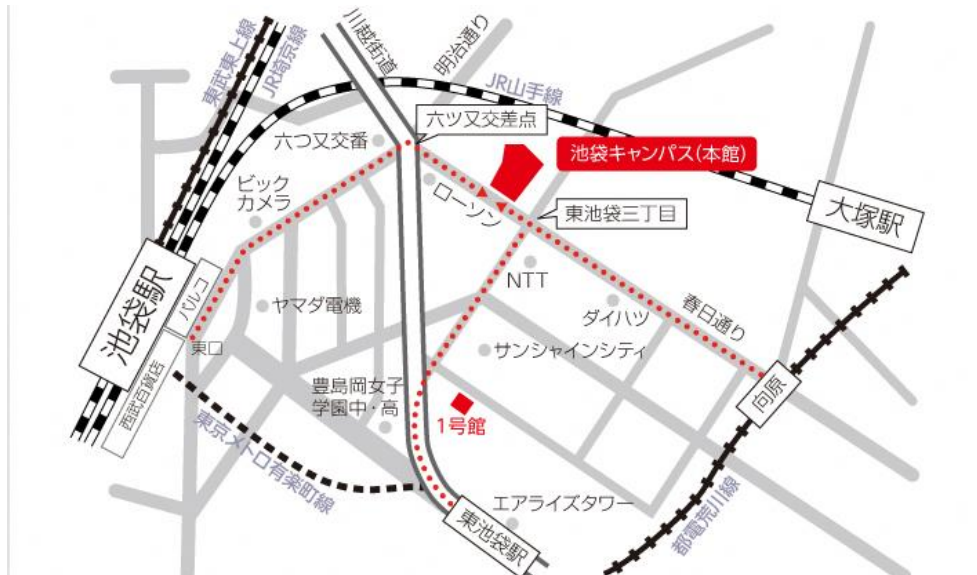 東武東上線
JR埼京線
川越街道
明治通り
JR山手線
六つ又交番
六ツ又交差点
池袋キャンパス(本館)
ビック
カメラ
ローソン
東池袋三丁目
大塚駅
池袋駅
パルコ
東口
西武百貨店
ヤマダ電機
NTT
ダイハツ
春日通り
サンシャインシティ
豊島岡女子
学園中・高
1号館
向原
東京メトロ有楽町線
エアライズタワー
東池袋駅
都電荒川線